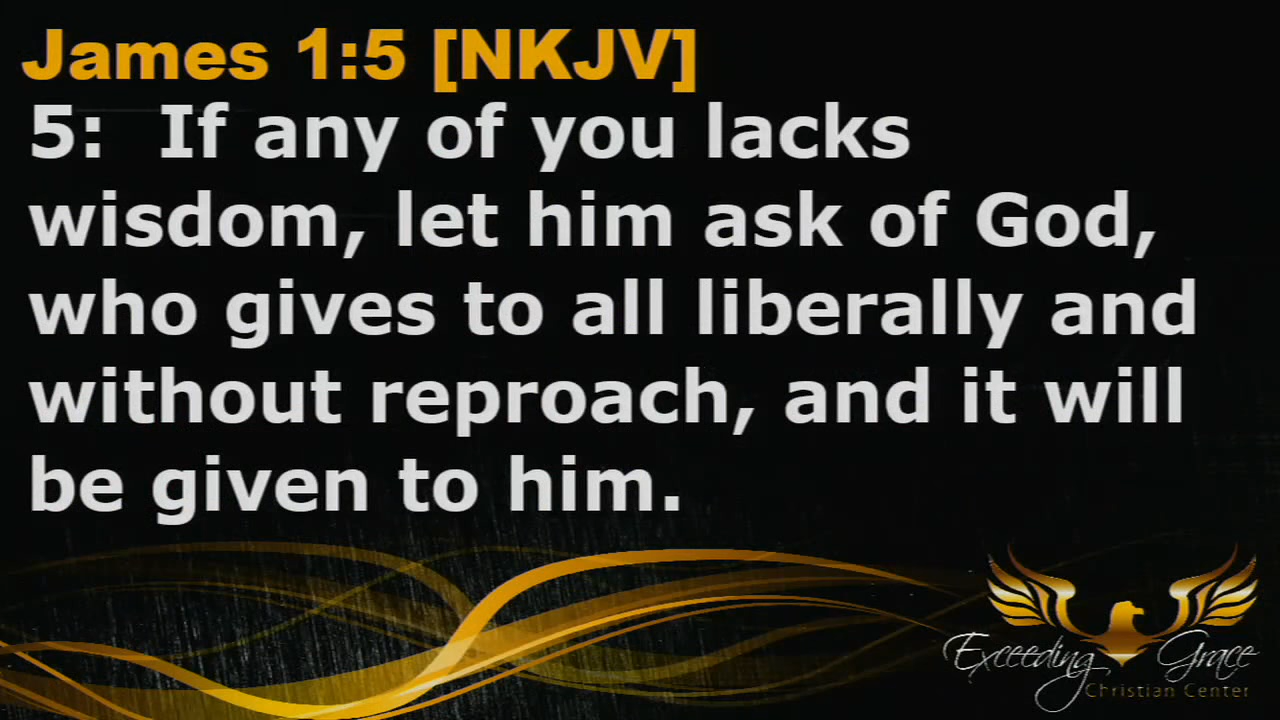 James 1:5 [NKJV]
5:  If any of you lacks
wisdom, let him ask of God,
who gives to all liberally and
without reproach, and it will
be given to him.
Exceeding Grace
Christian Center